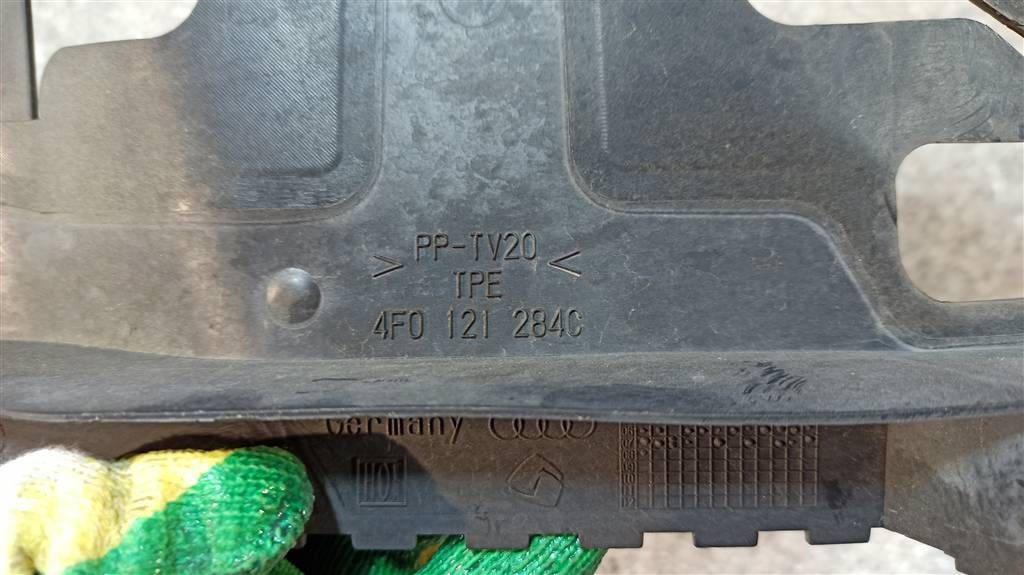 >PP-TV20<
TPE
4F0 121 284C
Germany